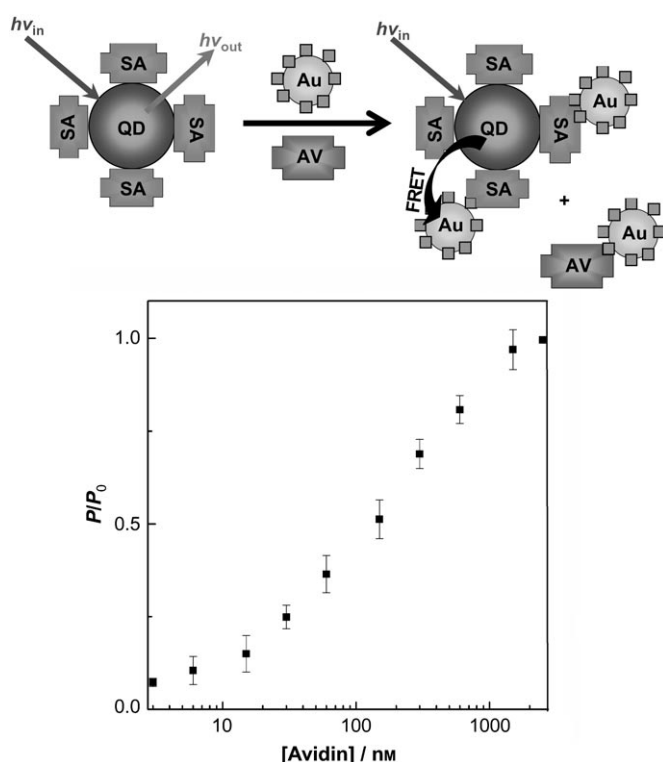 hν_in
SA
hν_out
SA
QD
SA
SA
Au
AV
hν_in
SA
SA
QD
SA
SA
Au
FRET
Au
+
Au
AV
1.0
0.5
0.0
P/P₀
10
100
1000
[Avidin] / nM